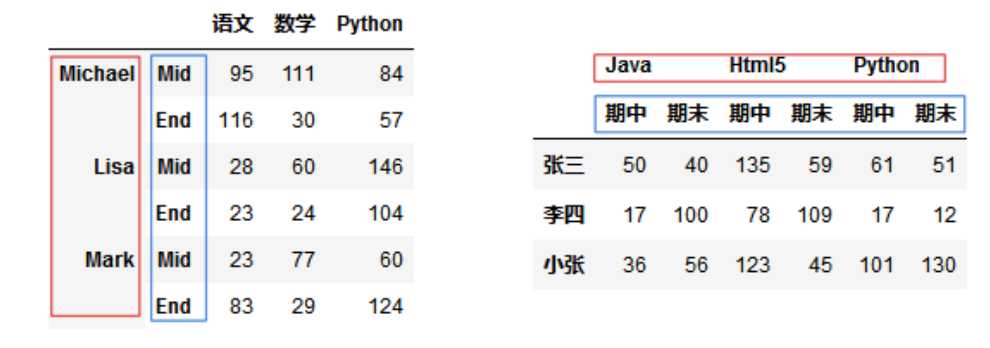 语文 数学 Python
Michael Mid 95 111 84
End 116 30 57
Lisa Mid 28 60 146
End 23 24 104
Mark Mid 23 77 60
End 83 29 124
Java Html5 Python
期中 期末 期中 期末 期中 期末
张三 50 40 135 59 61 51
李四 17 100 78 109 17 12
小张 36 56 123 45 101 130